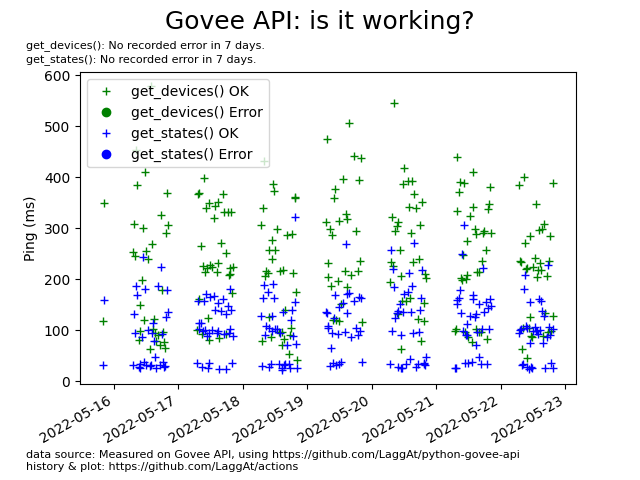 Govee API: is it working?
get_devices(): No recorded error in 7 days.
get_states(): No recorded error in 7 days.
get_devices() OK
get_devices() Error
get_states() OK
get_states() Error
Ping (ms)
600
500
400
300
200
100
0
2022-05-16
2022-05-17
2022-05-18
2022-05-19
2022-05-20
2022-05-21
2022-05-22
2022-05-23
data source: Measured on Govee API, using https://github.com/LaggAt/python-govee-api
history & plot: https://github.com/LaggAt/actions